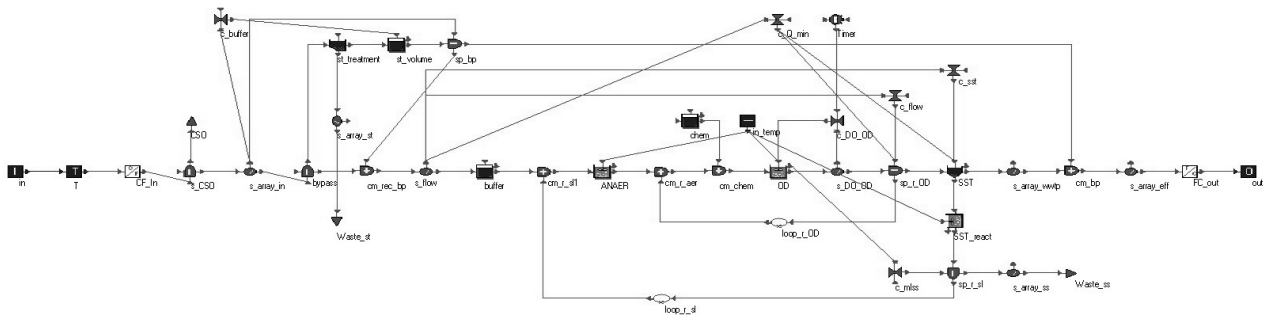 s_buffer
c_Q_min
Timer
st_treatment
st_volume
sp_bp
c_sst
c_flow
CSO
s_array_st
chem
in_temp
c_DO_OD
in
T
CF_In
s_CSO
s_array_in
bypass
cm_rec_bp
s_flow
buffer
cm_r_sl1
ANAER
cm_r_aer
cm_chem
OD
s_DO_OD
sp_r_OD
SST
s_array_wwtp
cm_bp
s_array_eff
FC_out
out
Waste_st
loop_r_OD
SST_react
c_mlss
sp_r_sl
s_array_ss
Waste_ss
loop_r_sl